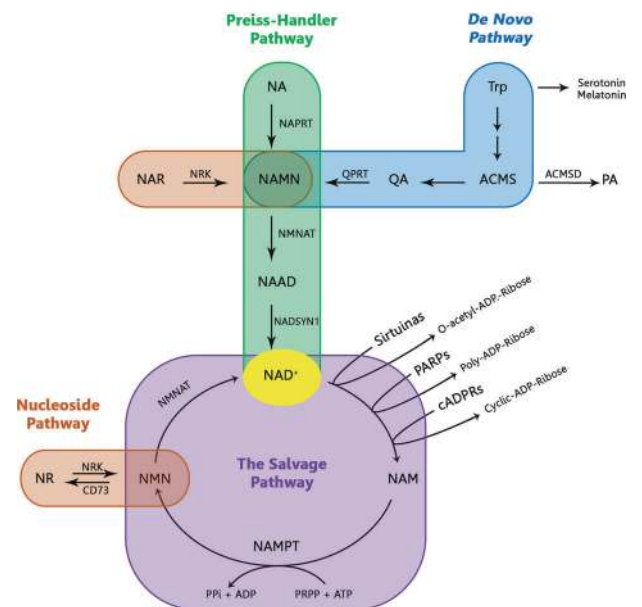 Preiss-Handler
Pathway
De Novo
Pathway
NA
Trp
Serotonin
Melatonin
NAPRT
NAR
NRK
NAMN
QPRT
QA
ACMS
ACMSD
PA
NMNAT
NAAD
NADSYN1
NAD⁺
Sirtuinas
O-acetyl-ADP.-Ribose
PARPs
Poly-ADP-Ribose
cADPRs
Cyclic-ADP-Ribose
NMNAT
Nucleoside
Pathway
NR
NRK
CD73
NMN
The Salvage
Pathway
NAM
NAMPT
PPi + ADP
PRPP + ATP